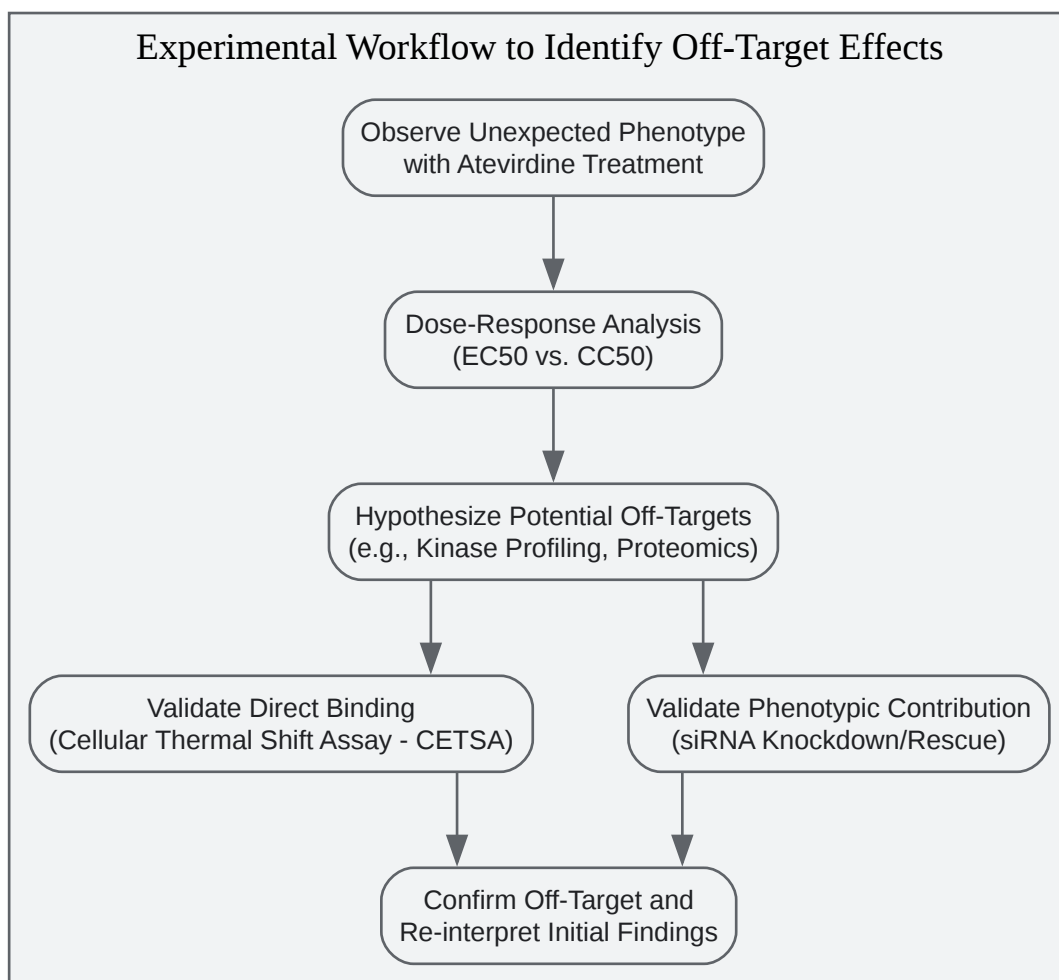 Experimental Workflow to Identify Off-Target Effects
Observe Unexpected Phenotype
with Atevirdine Treatment
Dose-Response Analysis
(EC50 vs. CC50)
Hypothesize Potential Off-Targets
(e.g., Kinase Profiling, Proteomics)
Validate Direct Binding
(Cellular Thermal Shift Assay - CETSA)
Validate Phenotypic Contribution
(siRNA Knockdown/Rescue)
Confirm Off-Target and
Re-interpret Initial Findings